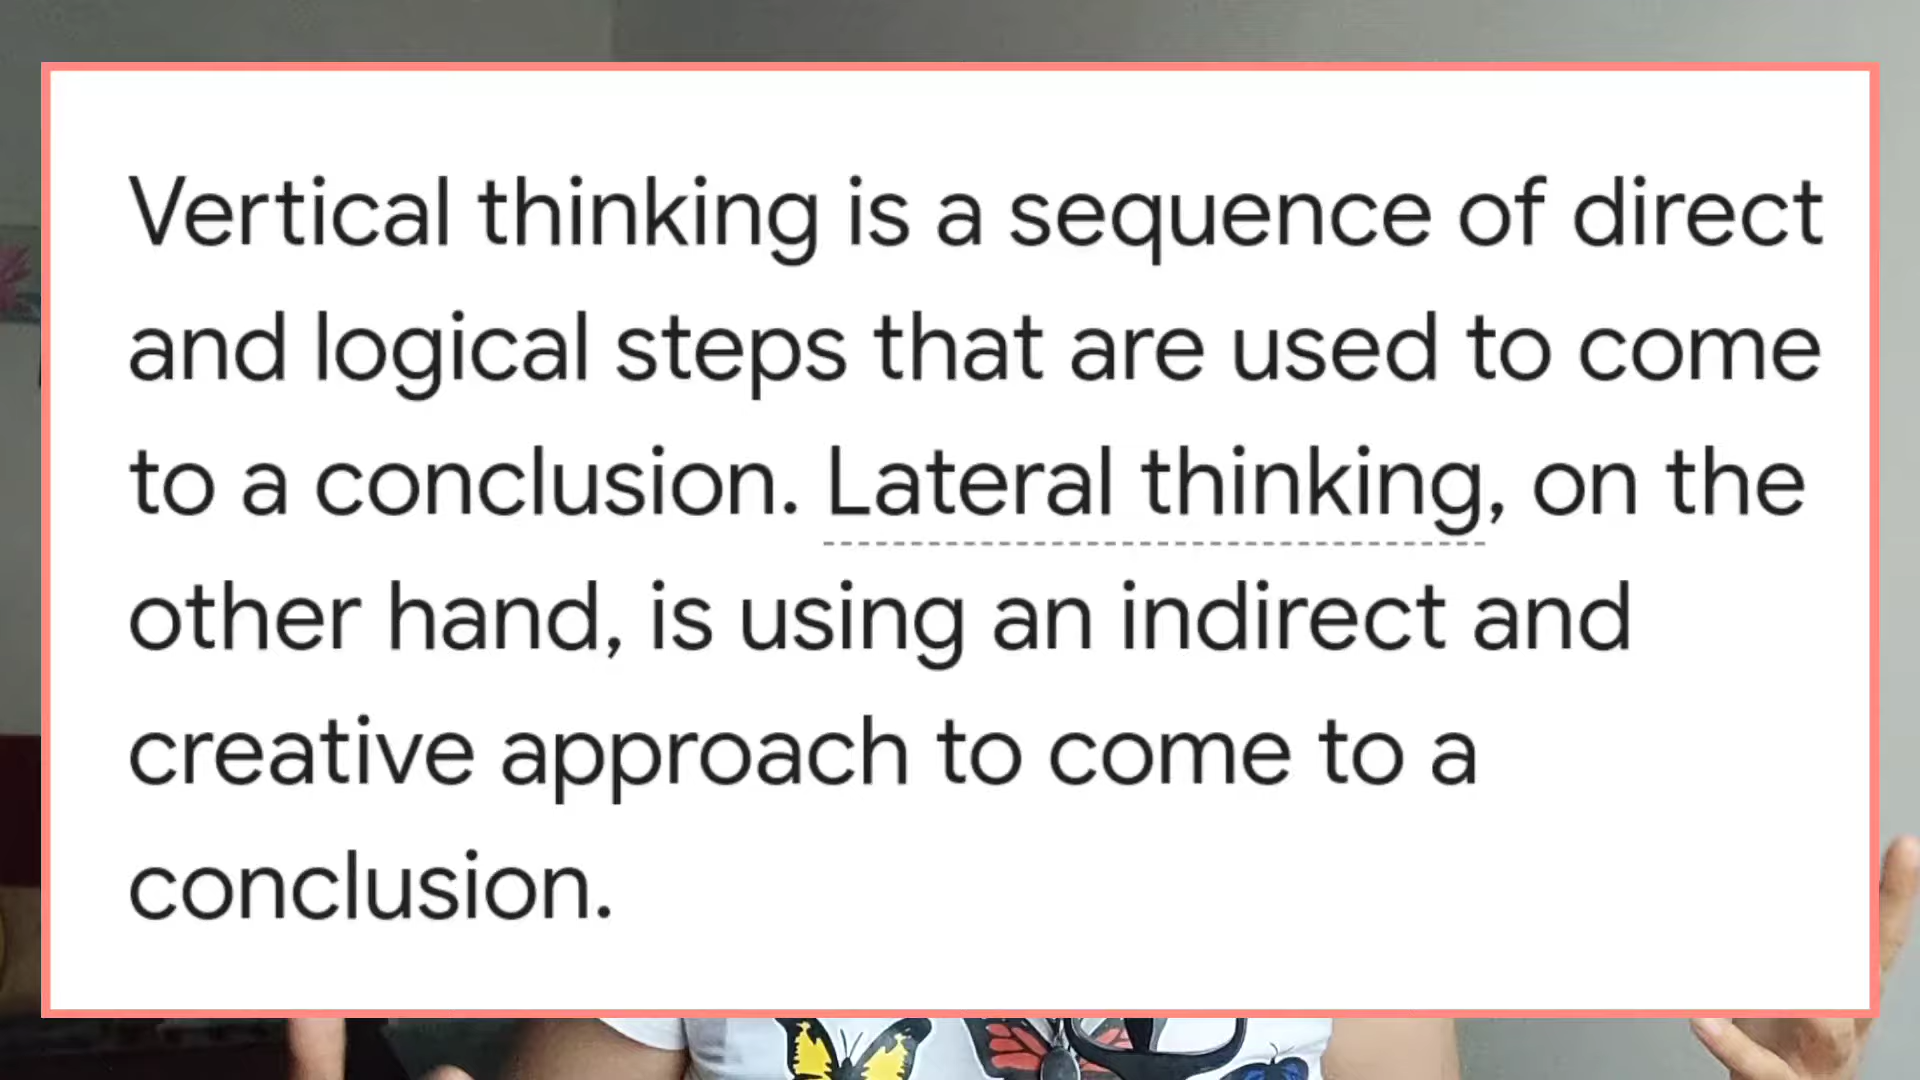 Vertical thinking is a sequence of direct
and logical steps that are used to come
to a conclusion. Lateral thinking, on the
other hand, is using an indirect and
creative approach to come to a
conclusion.